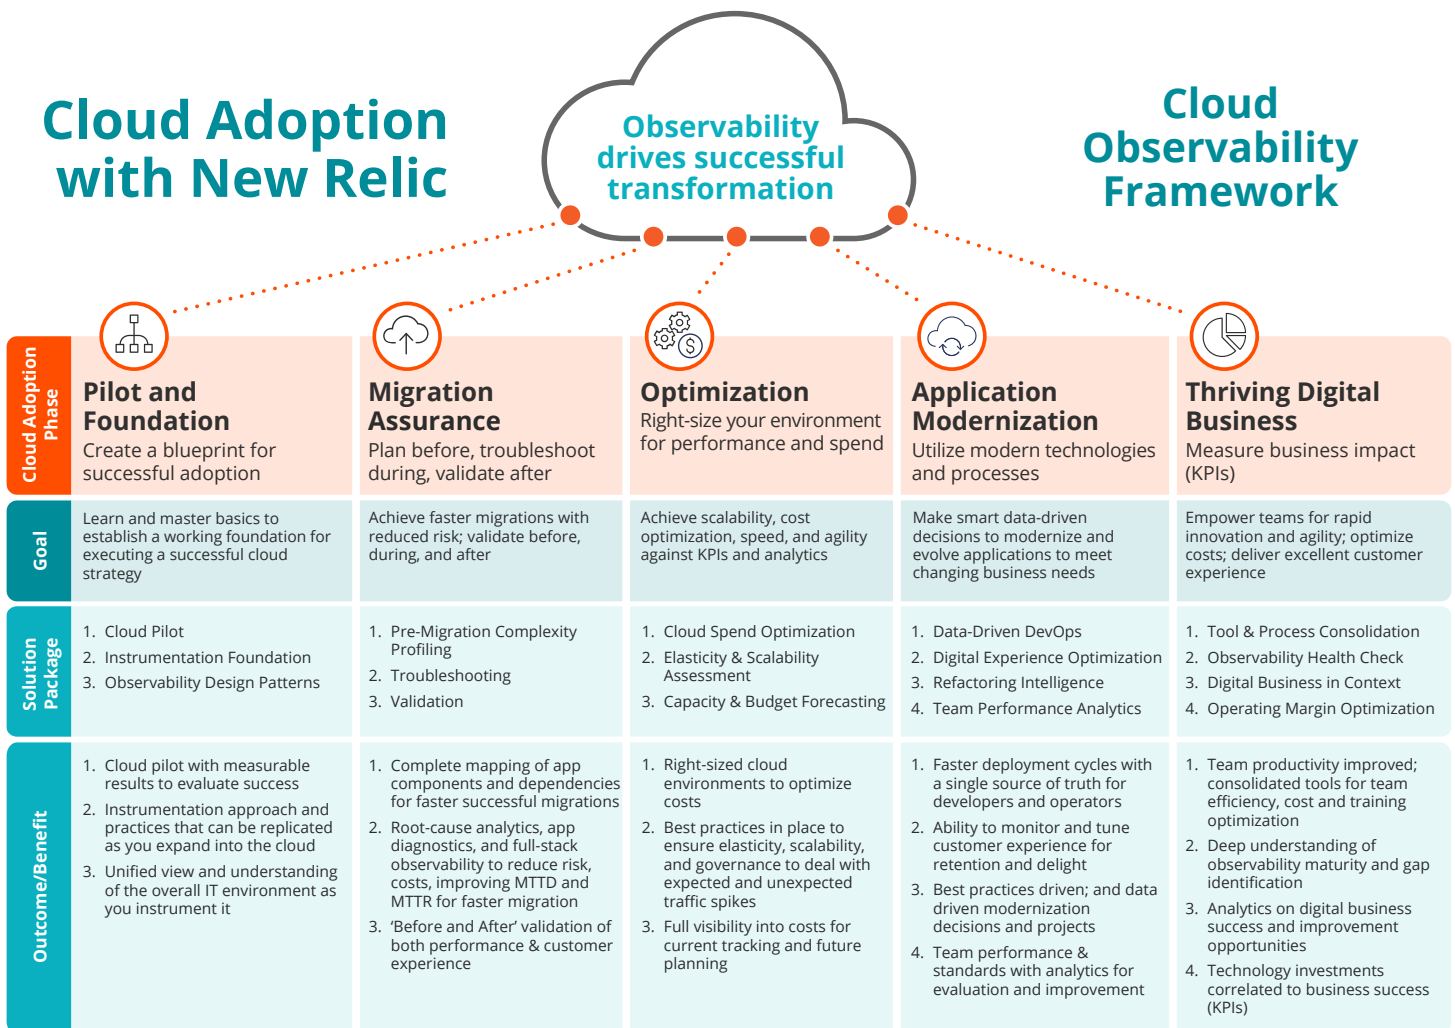 Cloud Adoption
with New Relic
Observability
drives successful
transformation
Cloud
Observability
Framework
Cloud Adoption
Phase
Pilot and
Foundation
Create a blueprint for
successful adoption
Migration
Assurance
Plan before, troubleshoot
during, validate after
Optimization
Right-size your environment
for performance and spend
Application
Modernization
Utilize modern technologies
and processes
Thriving Digital
Business
Measure business impact
(KPIs)
Goal
Learn and master basics to
establish a working foundation for
executing a successful cloud
strategy
Achieve faster migrations with
reduced risk; validate before,
during, and after
Achieve scalability, cost
optimization, speed, and agility
against KPIs and analytics
Make smart data-driven
decisions to modernize and
evolve applications to meet
changing business needs
Empower teams for rapid
innovation and agility; optimize
costs; deliver excellent customer
experience
Solution
Package
1. Cloud Pilot
2. Instrumentation Foundation
3. Observability Design Patterns
1. Pre-Migration Complexity
Profiling
2. Troubleshooting
3. Validation
1. Cloud Spend Optimization
2. Elasticity & Scalability
Assessment
3. Capacity & Budget Forecasting
1. Data-Driven DevOps
2. Digital Experience Optimization
3. Refactoring Intelligence
4. Team Performance Analytics
1. Tool & Process Consolidation
2. Observability Health Check
3. Digital Business in Context
4. Operating Margin Optimization
Outcome/Benefit
1. Cloud pilot with measurable
results to evaluate success
2. Instrumentation approach and
practices that can be replicated
as you expand into the cloud
3. Unified view and understanding
of the overall IT environment as
you instrument it
1. Complete mapping of app
components and dependencies
for faster successful migrations
2. Root-cause analytics, app
diagnostics, and full-stack
observability to reduce risk,
costs, improving MTTD and
MTTR for faster migration
3. ‘Before and After’ validation of
both performance & customer
experience
1. Right-sized cloud
environments to optimize
costs
2. Best practices in place to
ensure elasticity, scalability,
and governance to deal with
expected and unexpected
traffic spikes
3. Full visibility into costs for
current tracking and future
planning
1. Faster deployment cycles with
a single source of truth for
developers and operators
2. Ability to monitor and tune
customer experience for
retention and delight
3. Best practices driven; and data
driven modernization
decisions and projects
4. Team performance &
standards with analytics for
evaluation and improvement
1. Team productivity improved;
consolidated tools for team
efficiency, cost and training
optimization
2. Deep understanding of
observability maturity and gap
identification
3. Analytics on digital business
success and improvement
opportunities
4. Technology investments
correlated to business success
(KPIs)